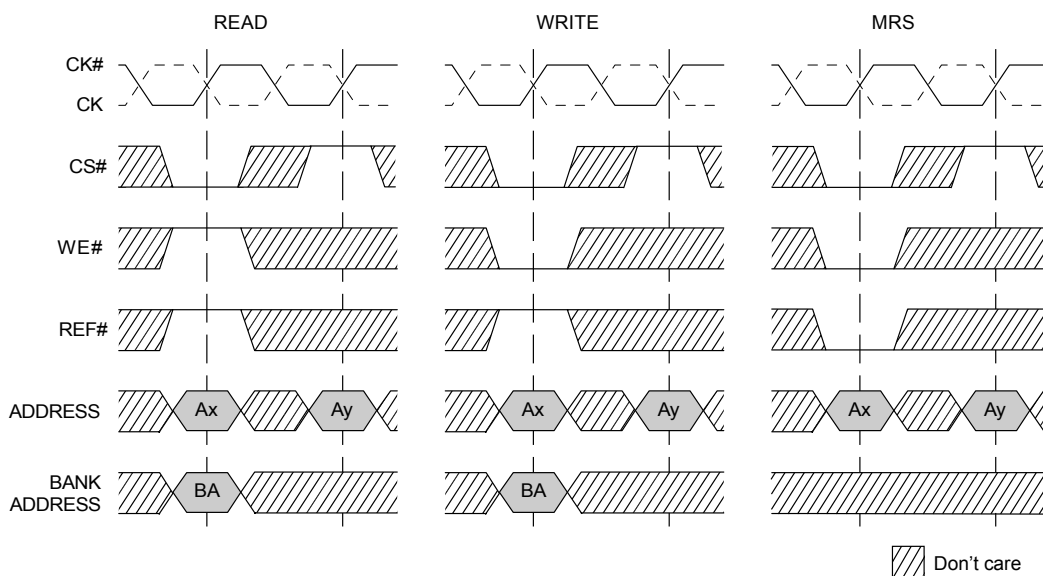 READ WRITE MRS
CK#
CK
CS#
WE#
REF#
ADDRESS Ax Ay Ax Ay Ax Ay
BANK
ADDRESS BA BA
Don't care